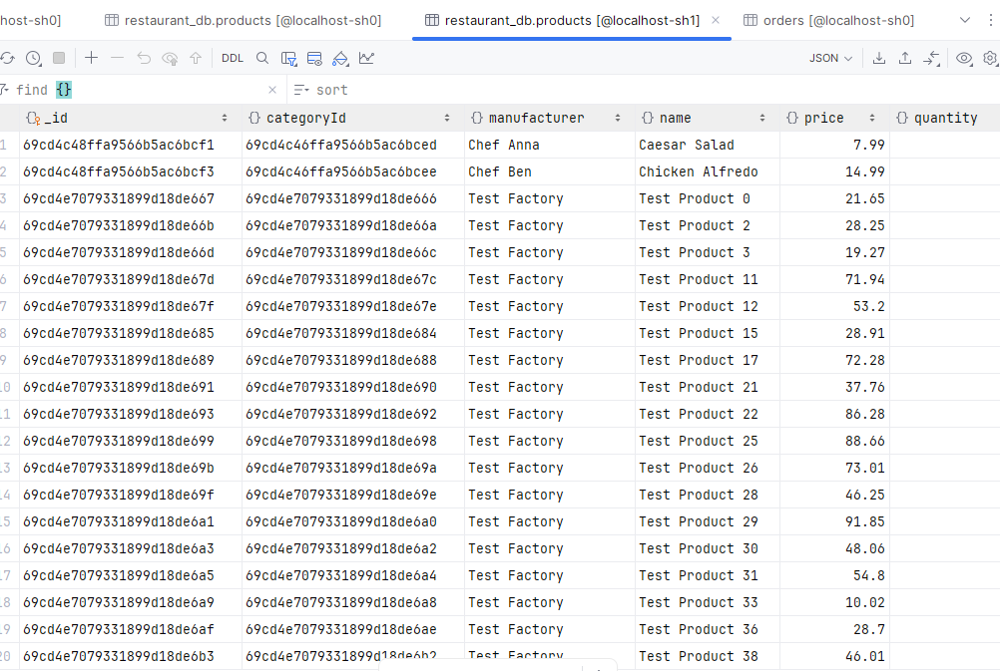 host-sh0] restaurant_db.products [@localhost-sh0] restaurant_db.products [@localhost-sh1] orders [@localhost-sh0]
DDL JSON
find {} sort
_id categoryId manufacturer name price quantity
1 69cd4c48ffa9566b5ac6bcf1 69cd4c46ffa9566b5ac6bced Chef Anna Caesar Salad 7.99
2 69cd4c48ffa9566b5ac6bcf3 69cd4c46ffa9566b5ac6bcee Chef Ben Chicken Alfredo 14.99
3 69cd4e7079331899d18de667 69cd4e7079331899d18de666 Test Factory Test Product 0 21.65
4 69cd4e7079331899d18de66b 69cd4e7079331899d18de66a Test Factory Test Product 2 28.25
5 69cd4e7079331899d18de66d 69cd4e7079331899d18de66c Test Factory Test Product 3 19.27
6 69cd4e7079331899d18de67d 69cd4e7079331899d18de67c Test Factory Test Product 11 71.94
7 69cd4e7079331899d18de67f 69cd4e7079331899d18de67e Test Factory Test Product 12 53.2
8 69cd4e7079331899d18de685 69cd4e7079331899d18de684 Test Factory Test Product 15 28.91
9 69cd4e7079331899d18de689 69cd4e7079331899d18de688 Test Factory Test Product 17 72.28
10 69cd4e7079331899d18de691 69cd4e7079331899d18de690 Test Factory Test Product 21 37.76
11 69cd4e7079331899d18de693 69cd4e7079331899d18de692 Test Factory Test Product 22 86.28
12 69cd4e7079331899d18de699 69cd4e7079331899d18de698 Test Factory Test Product 25 88.66
13 69cd4e7079331899d18de69b 69cd4e7079331899d18de69a Test Factory Test Product 26 73.01
14 69cd4e7079331899d18de69f 69cd4e7079331899d18de69e Test Factory Test Product 28 46.25
15 69cd4e7079331899d18de6a1 69cd4e7079331899d18de6a0 Test Factory Test Product 29 91.85
16 69cd4e7079331899d18de6a3 69cd4e7079331899d18de6a2 Test Factory Test Product 30 48.06
17 69cd4e7079331899d18de6a5 69cd4e7079331899d18de6a4 Test Factory Test Product 31 54.8
18 69cd4e7079331899d18de6a9 69cd4e7079331899d18de6a8 Test Factory Test Product 33 10.02
19 69cd4e7079331899d18de6af 69cd4e7079331899d18de6ae Test Factory Test Product 36 28.7
20 69cd4e7079331899d18de6b3 69cd4e7079331899d18de6b2 Test Factory Test Product 38 46.01